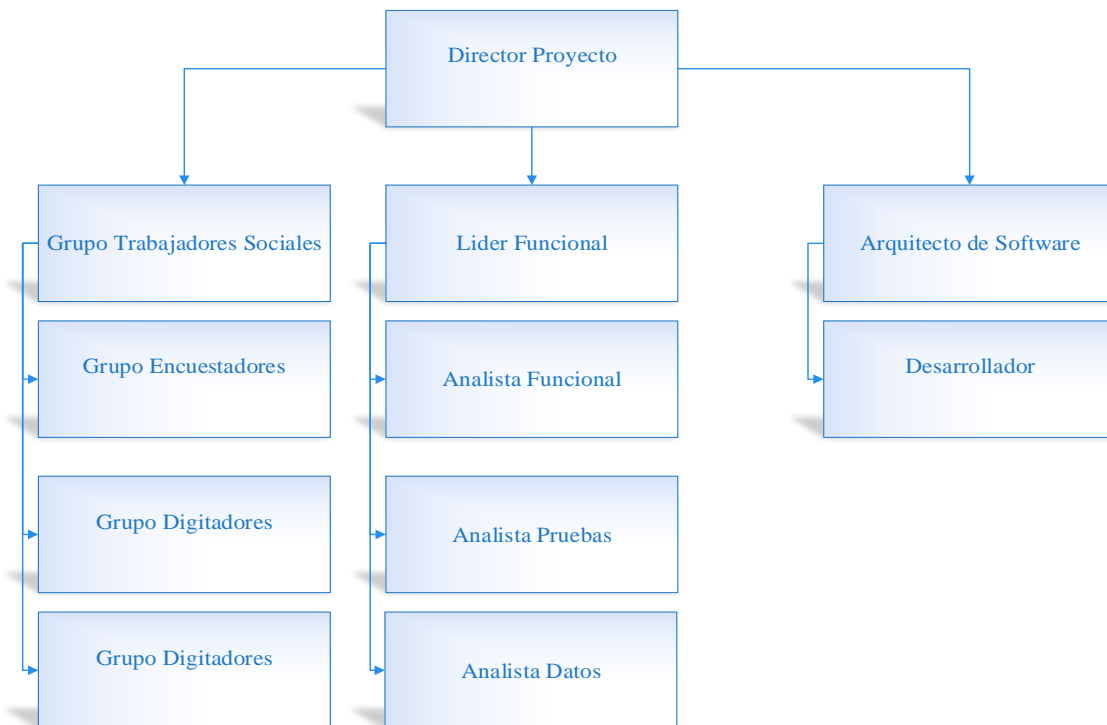 Director Proyecto
Grupo Trabajadores Sociales
Lider Funcional
Arquitecto de Software
Grupo Encuestadores
Analista Funcional
Desarrollador
Grupo Digitadores
Analista Pruebas
Grupo Digitadores
Analista Datos